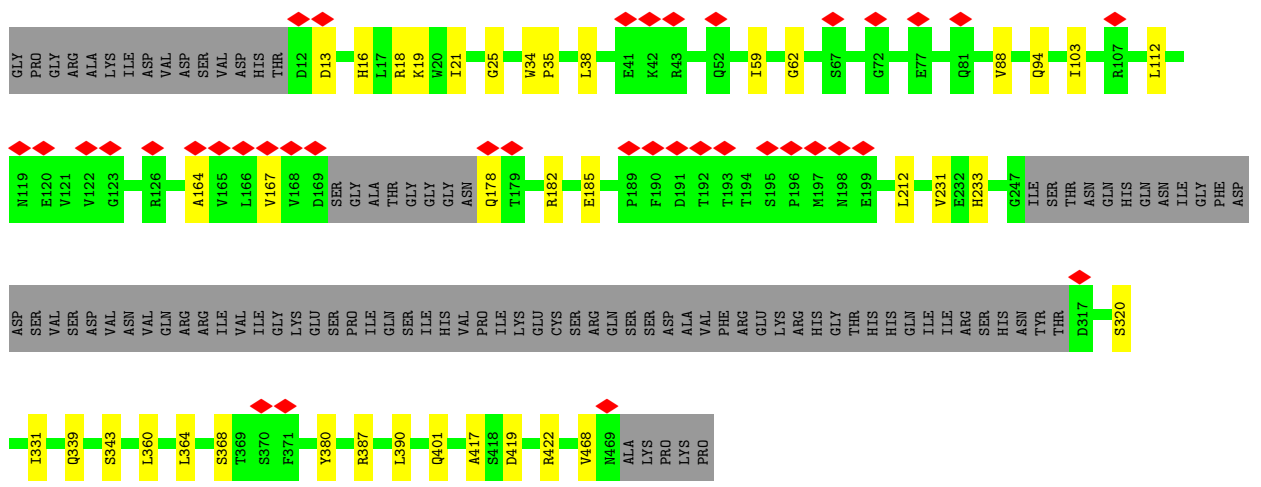 GLY PRO GLY ARG ALA LYS ILE ASP VAL ASP SER VAL ASP HIS THR D12 D13 H16 L17 R18 K19 W20 I21 G25 W34 P35 L38 E41 K42 R43 Q52 I59 G62 S67 G72 E77 Q81 V88 Q94 I103 R107 L112
N119 E120 V121 V122 G123 R126 A164 V165 L166 V167 V168 D169 SER GLY ALA THR GLY GLY GLY ASN Q178 T179 R182 E185 P189 F190 D191 T192 T193 T194 S195 P196 M197 N198 E199 L212 V231 E232 H233 G247 ILE SER THR ASN GLN HIS GLN ASN ILE GLY PHE ASP
ASP SER VAL SER ASP VAL ASN VAL GLN ARG ARG ILE VAL ILE GLY LYS GLU SER PRO ILE GLN SER ILE HIS VAL PRO ILE LYS GLU CYS SER ARG GLN SER SER ASP ALA VAL PHE ARG GLU LYS ARG HIS GLY THR HIS HIS GLN ILE ILE ARG SER HIS ASN TYR THR D317 S320
I331 Q339 S343 L360 L364 S368 T369 S370 F371 Y380 R387 L390 Q401 A417 S418 D419 R422 V468 N469 ALA LYS PRO LYS PRO